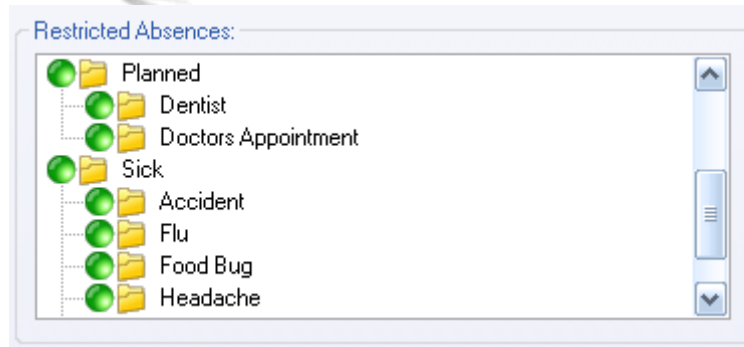 Restricted Absences:
Planned
Dentist
Doctors Appointment
Sick
Accident
Flu
Food Bug
Headache